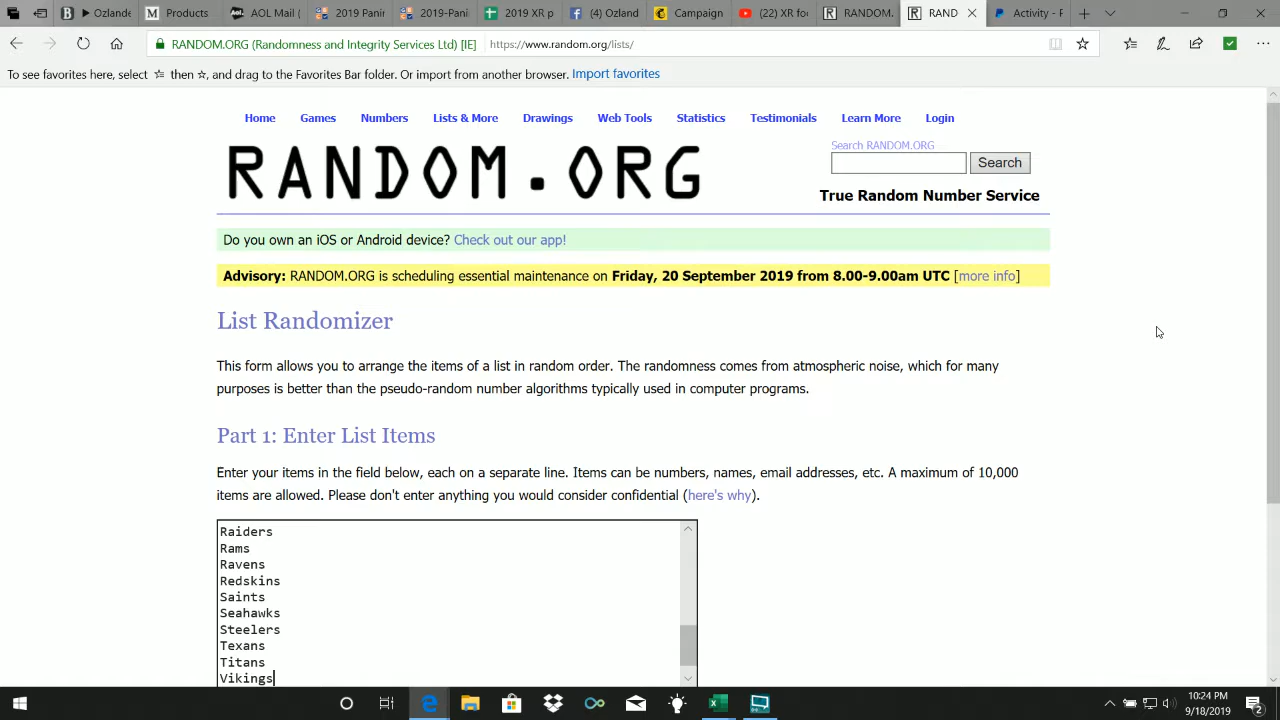 Ozlani
RANDO
2019 XR p
(4) Ozland
Campaign
(22) XR foo
RAND
RAND
Activity - P
RANDOM.ORG (Randomness and Integrity Services Ltd) [IE]
https://www.random.org/lists/
To see favorites here, select ☆ then ☆, and drag to the Favorites Bar folder. Or import from another browser. Import favorites
Home Games Numbers Lists & More Drawings Web Tools Statistics Testimonials Learn More Login
Search RANDOM.ORG
RANDOM.ORG
Search
True Random Number Service
Do you own an iOS or Android device? Check out our app!
Advisory: RANDOM.ORG is scheduling essential maintenance on Friday, 20 September 2019 from 8.00-9.00am UTC [more info]
List Randomizer
This form allows you to arrange the items of a list in random order. The randomness comes from atmospheric noise, which for many
purposes is better than the pseudo-random number algorithms typically used in computer programs.
Part 1: Enter List Items
Enter your items in the field below, each on a separate line. Items can be numbers, names, email addresses, etc. A maximum of 10,000
items are allowed. Please don't enter anything you would consider confidential (here's why).
Raiders
Rams
Ravens
Redskins
Saints
Seahawks
Steelers
Texans
Titans
Vikings
10:24 PM
9/18/2019
2